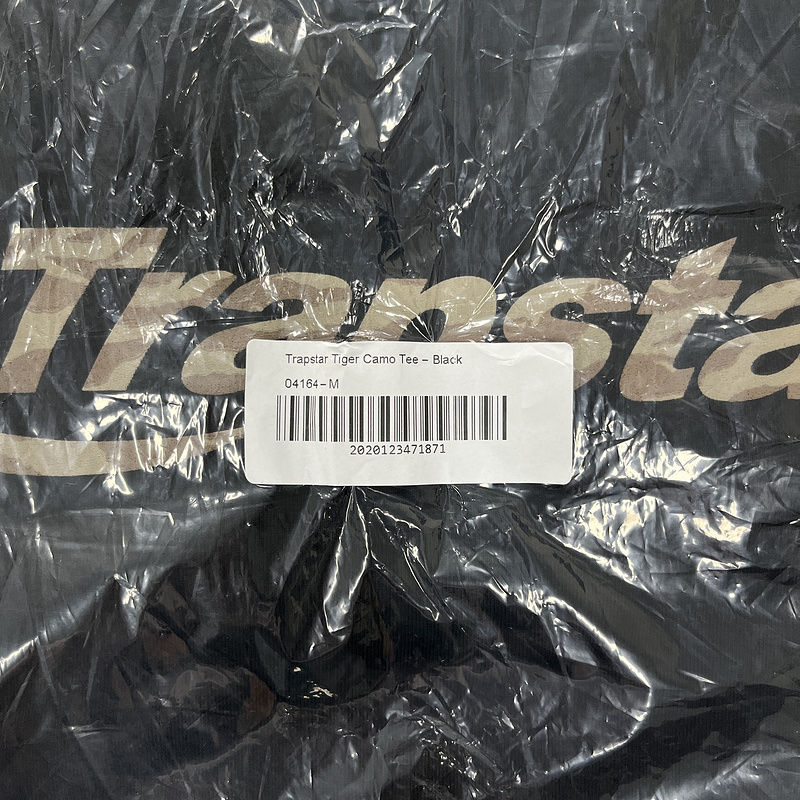 Trapsta
Trapstar Tiger Camo Tee – Black
04164-M
2020123471871